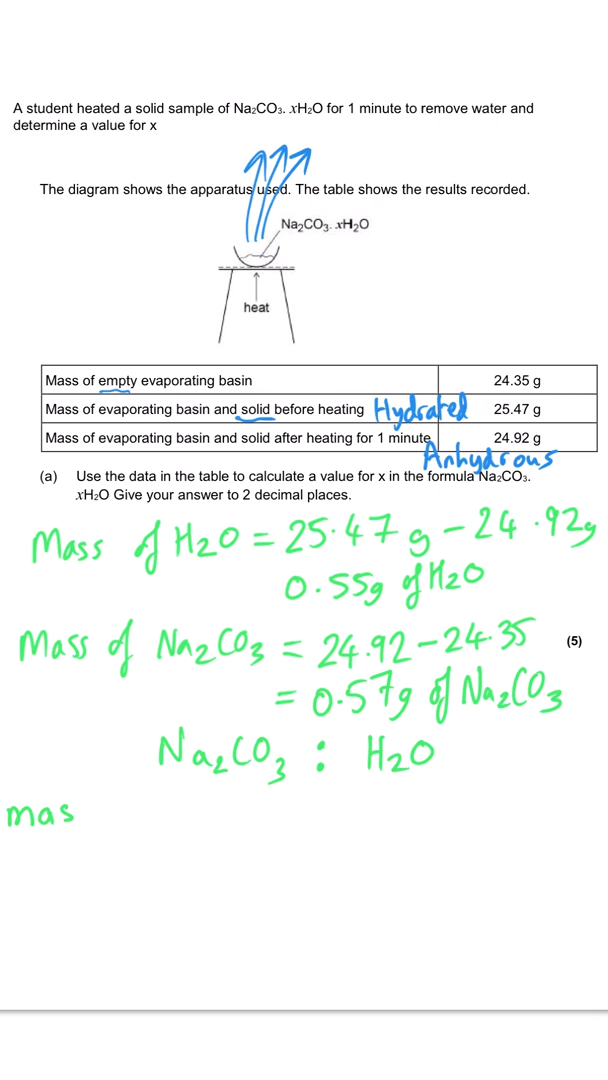 A student heated a solid sample of Na₂CO₃. xH₂O for 1 minute to remove water and
determine a value for x
The diagram shows the apparatus used. The table shows the results recorded.
Na₂CO₃. xH₂O
heat
Mass of empty evaporating basin 24.35 g
Mass of evaporating basin and solid before heating Hydrated 25.47 g
Mass of evaporating basin and solid after heating for 1 minute 24.92 g
Anhydrous
(a) Use the data in the table to calculate a value for x in the formula Na₂CO₃.
xH₂O Give your answer to 2 decimal places.
Mass of H2O = 25.47g - 24.92g
0.55g of H2O
Mass of Na2CO3 = 24.92-24.35 (5)
= 0.57g of Na2CO3
Na2CO3 : H2O
mas